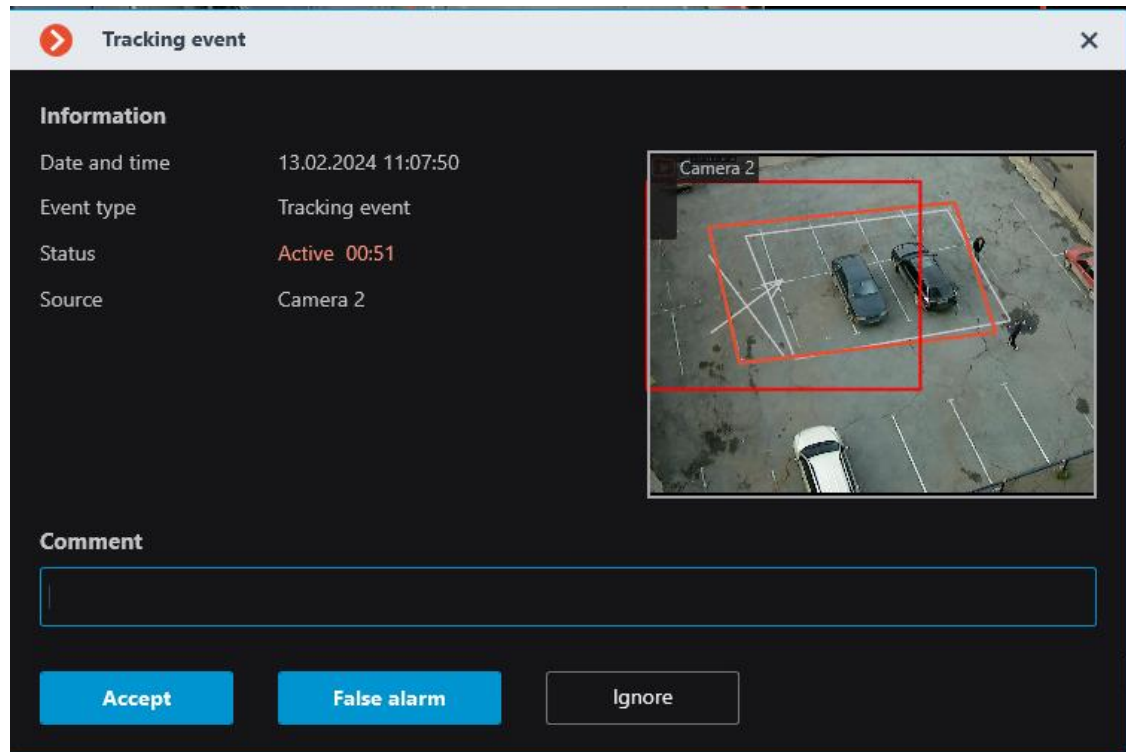 Tracking event
Information
Date and time 13.02.2024 11:07:50
Event type Tracking event
Status Active 00:51
Source Camera 2
Camera 2
Comment
Accept False alarm Ignore